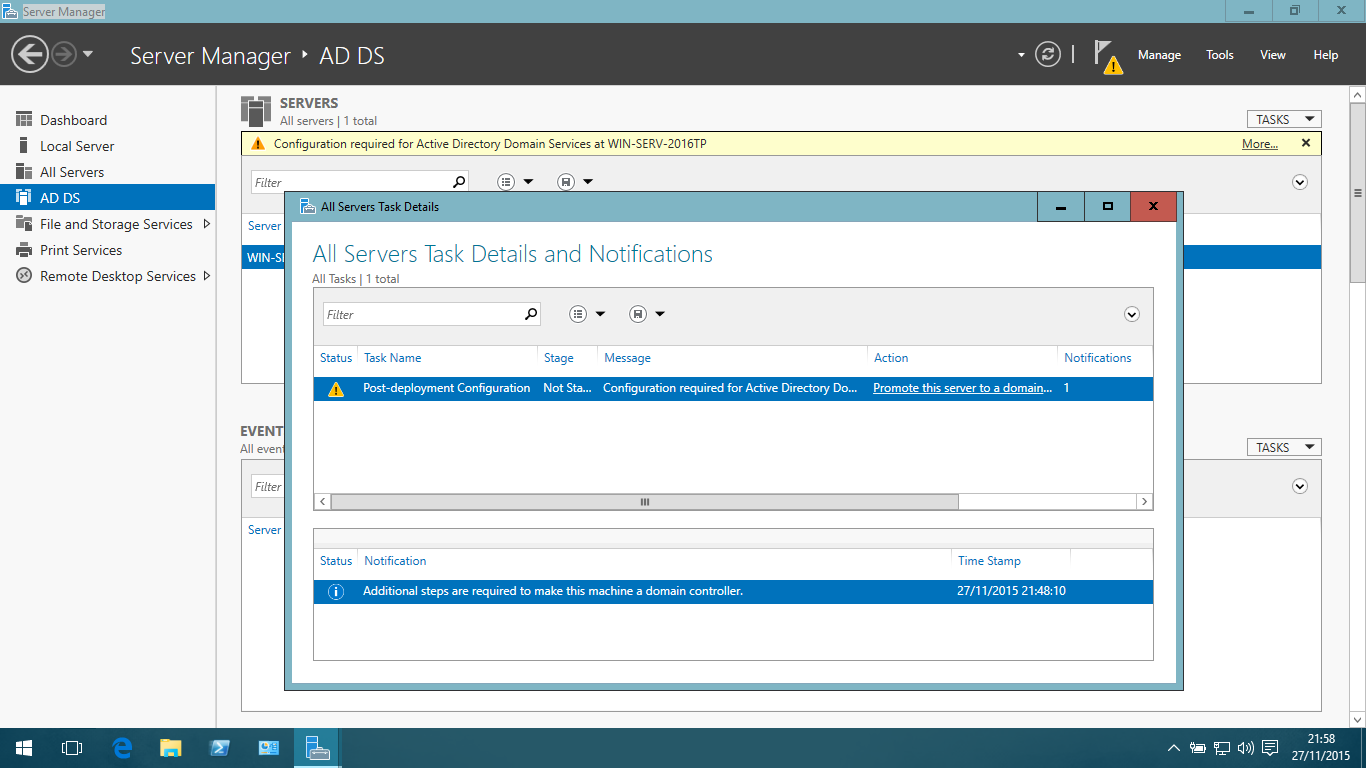 Server Manager
Server Manager ‣ AD DS
Manage Tools View Help
Dashboard
Local Server
All Servers
AD DS
File and Storage Services
Print Services
Remote Desktop Services
SERVERS
All servers | 1 total
TASKS
Configuration required for Active Directory Domain Services at WIN-SERV-2016TP More...
Filter
Server
WIN-SE
All Servers Task Details
All Servers Task Details and Notifications
All Tasks | 1 total
Filter
Status Task Name Stage Message Action Notifications
Post-deployment Configuration Not Sta... Configuration required for Active Directory Do... Promote this server to a domain... 1
Status Notification Time Stamp
Additional steps are required to make this machine a domain controller. 27/11/2015 21:48:10
EVENT
All event
TASKS
Filter
Server
21:58
27/11/2015